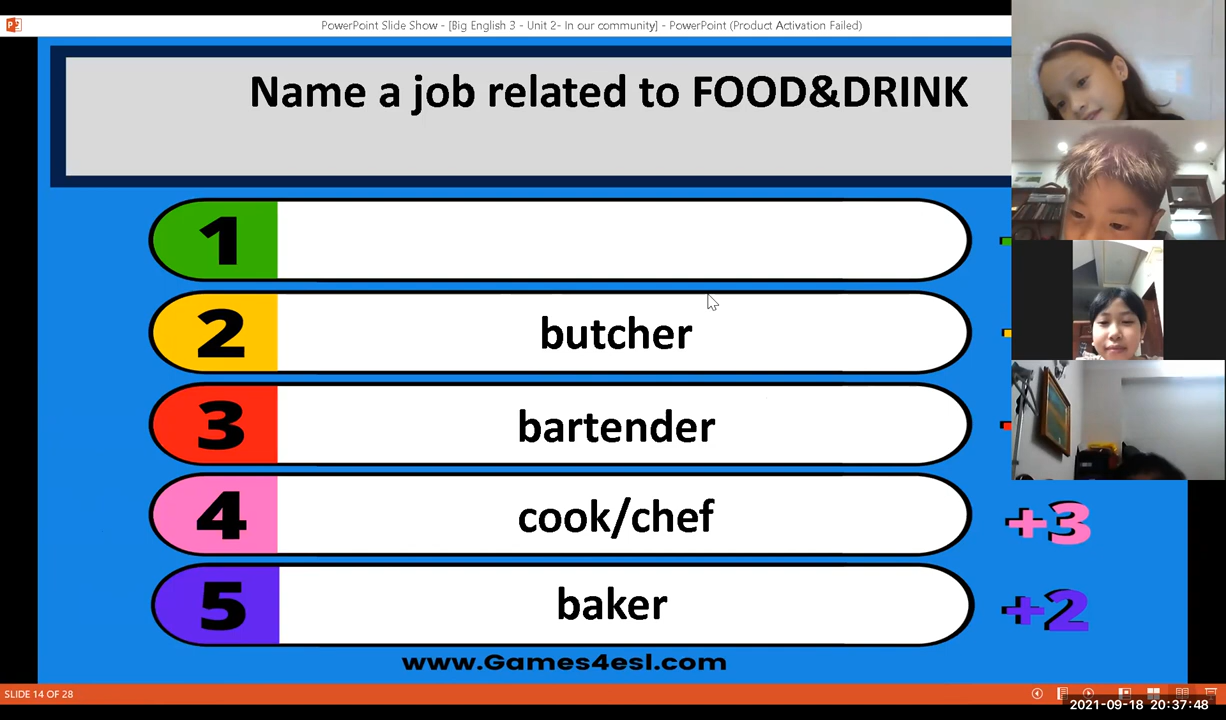 PowerPoint Slide Show - [Big English 3 - Unit 2- In our community] - PowerPoint (Product Activation Failed)
Name a job related to FOOD&DRINK
1
2 butcher
3 bartender
4 cook/chef +3
5 baker +2
www.Games4esl.com
SLIDE 14 OF 28
2021-09-18 20:37:48